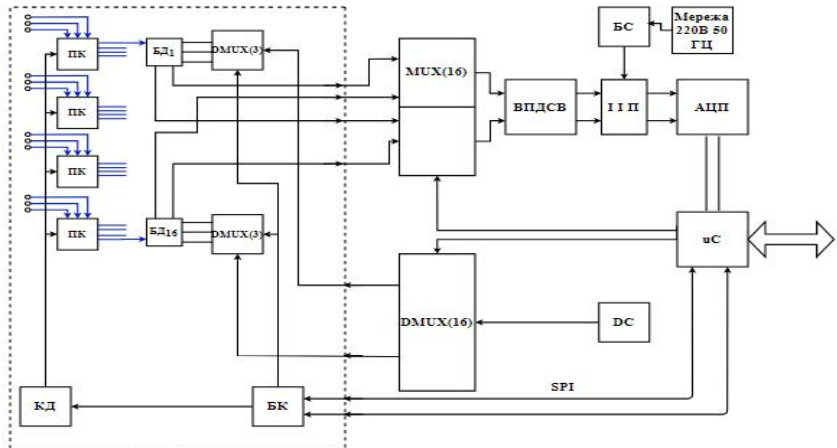 БС
Мережа
220В 50
ГЦ
ПК
БД1
DMUX(3)
MUX(16)
ВПДСВ
І І П
АЦП
ПК
ПК
ПК
БД16
DMUX(3)
uC
DMUX(16)
DC
SPI
КД
БК